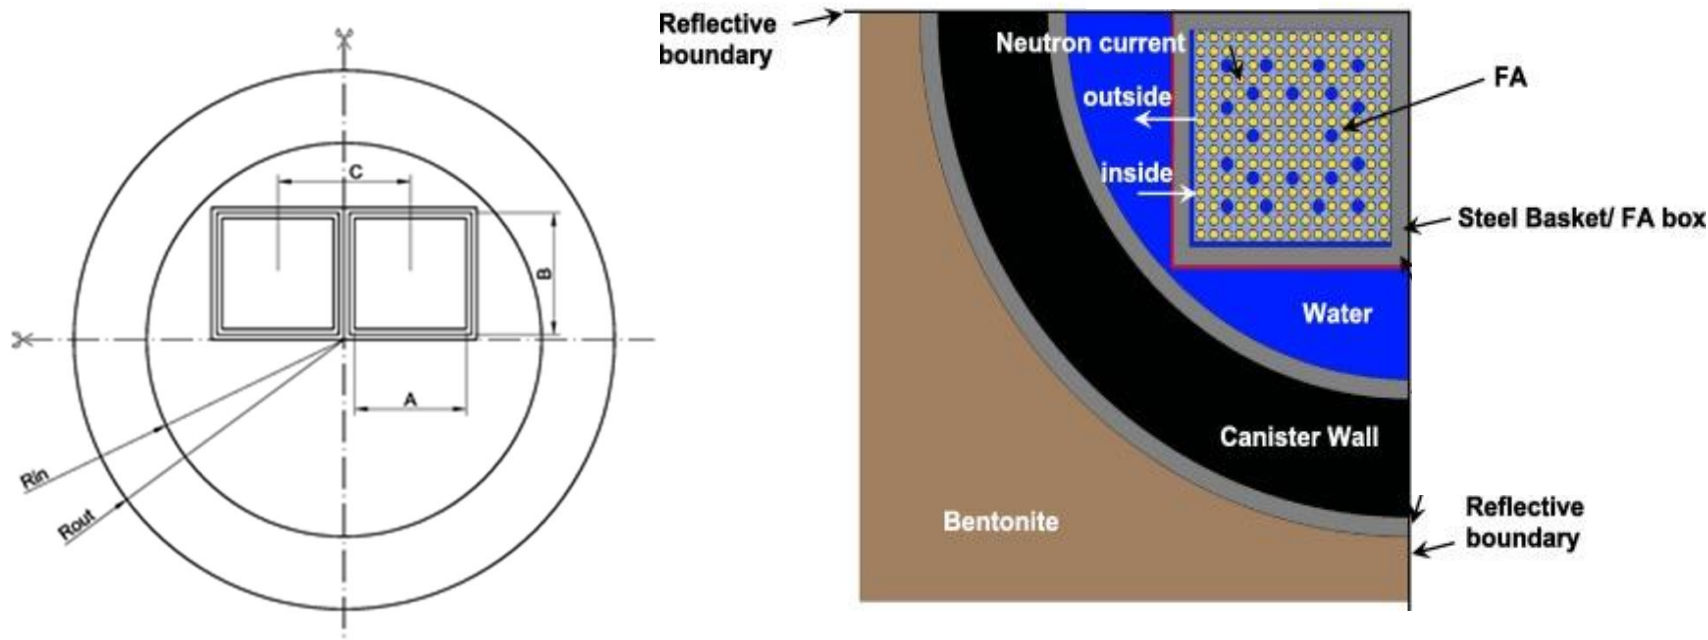 C
B
A
Rin
Rout
Reflective
boundary
Neutron current
outside
inside
FA
Steel Basket/ FA box
Water
Canister Wall
Bentonite
Reflective
boundary